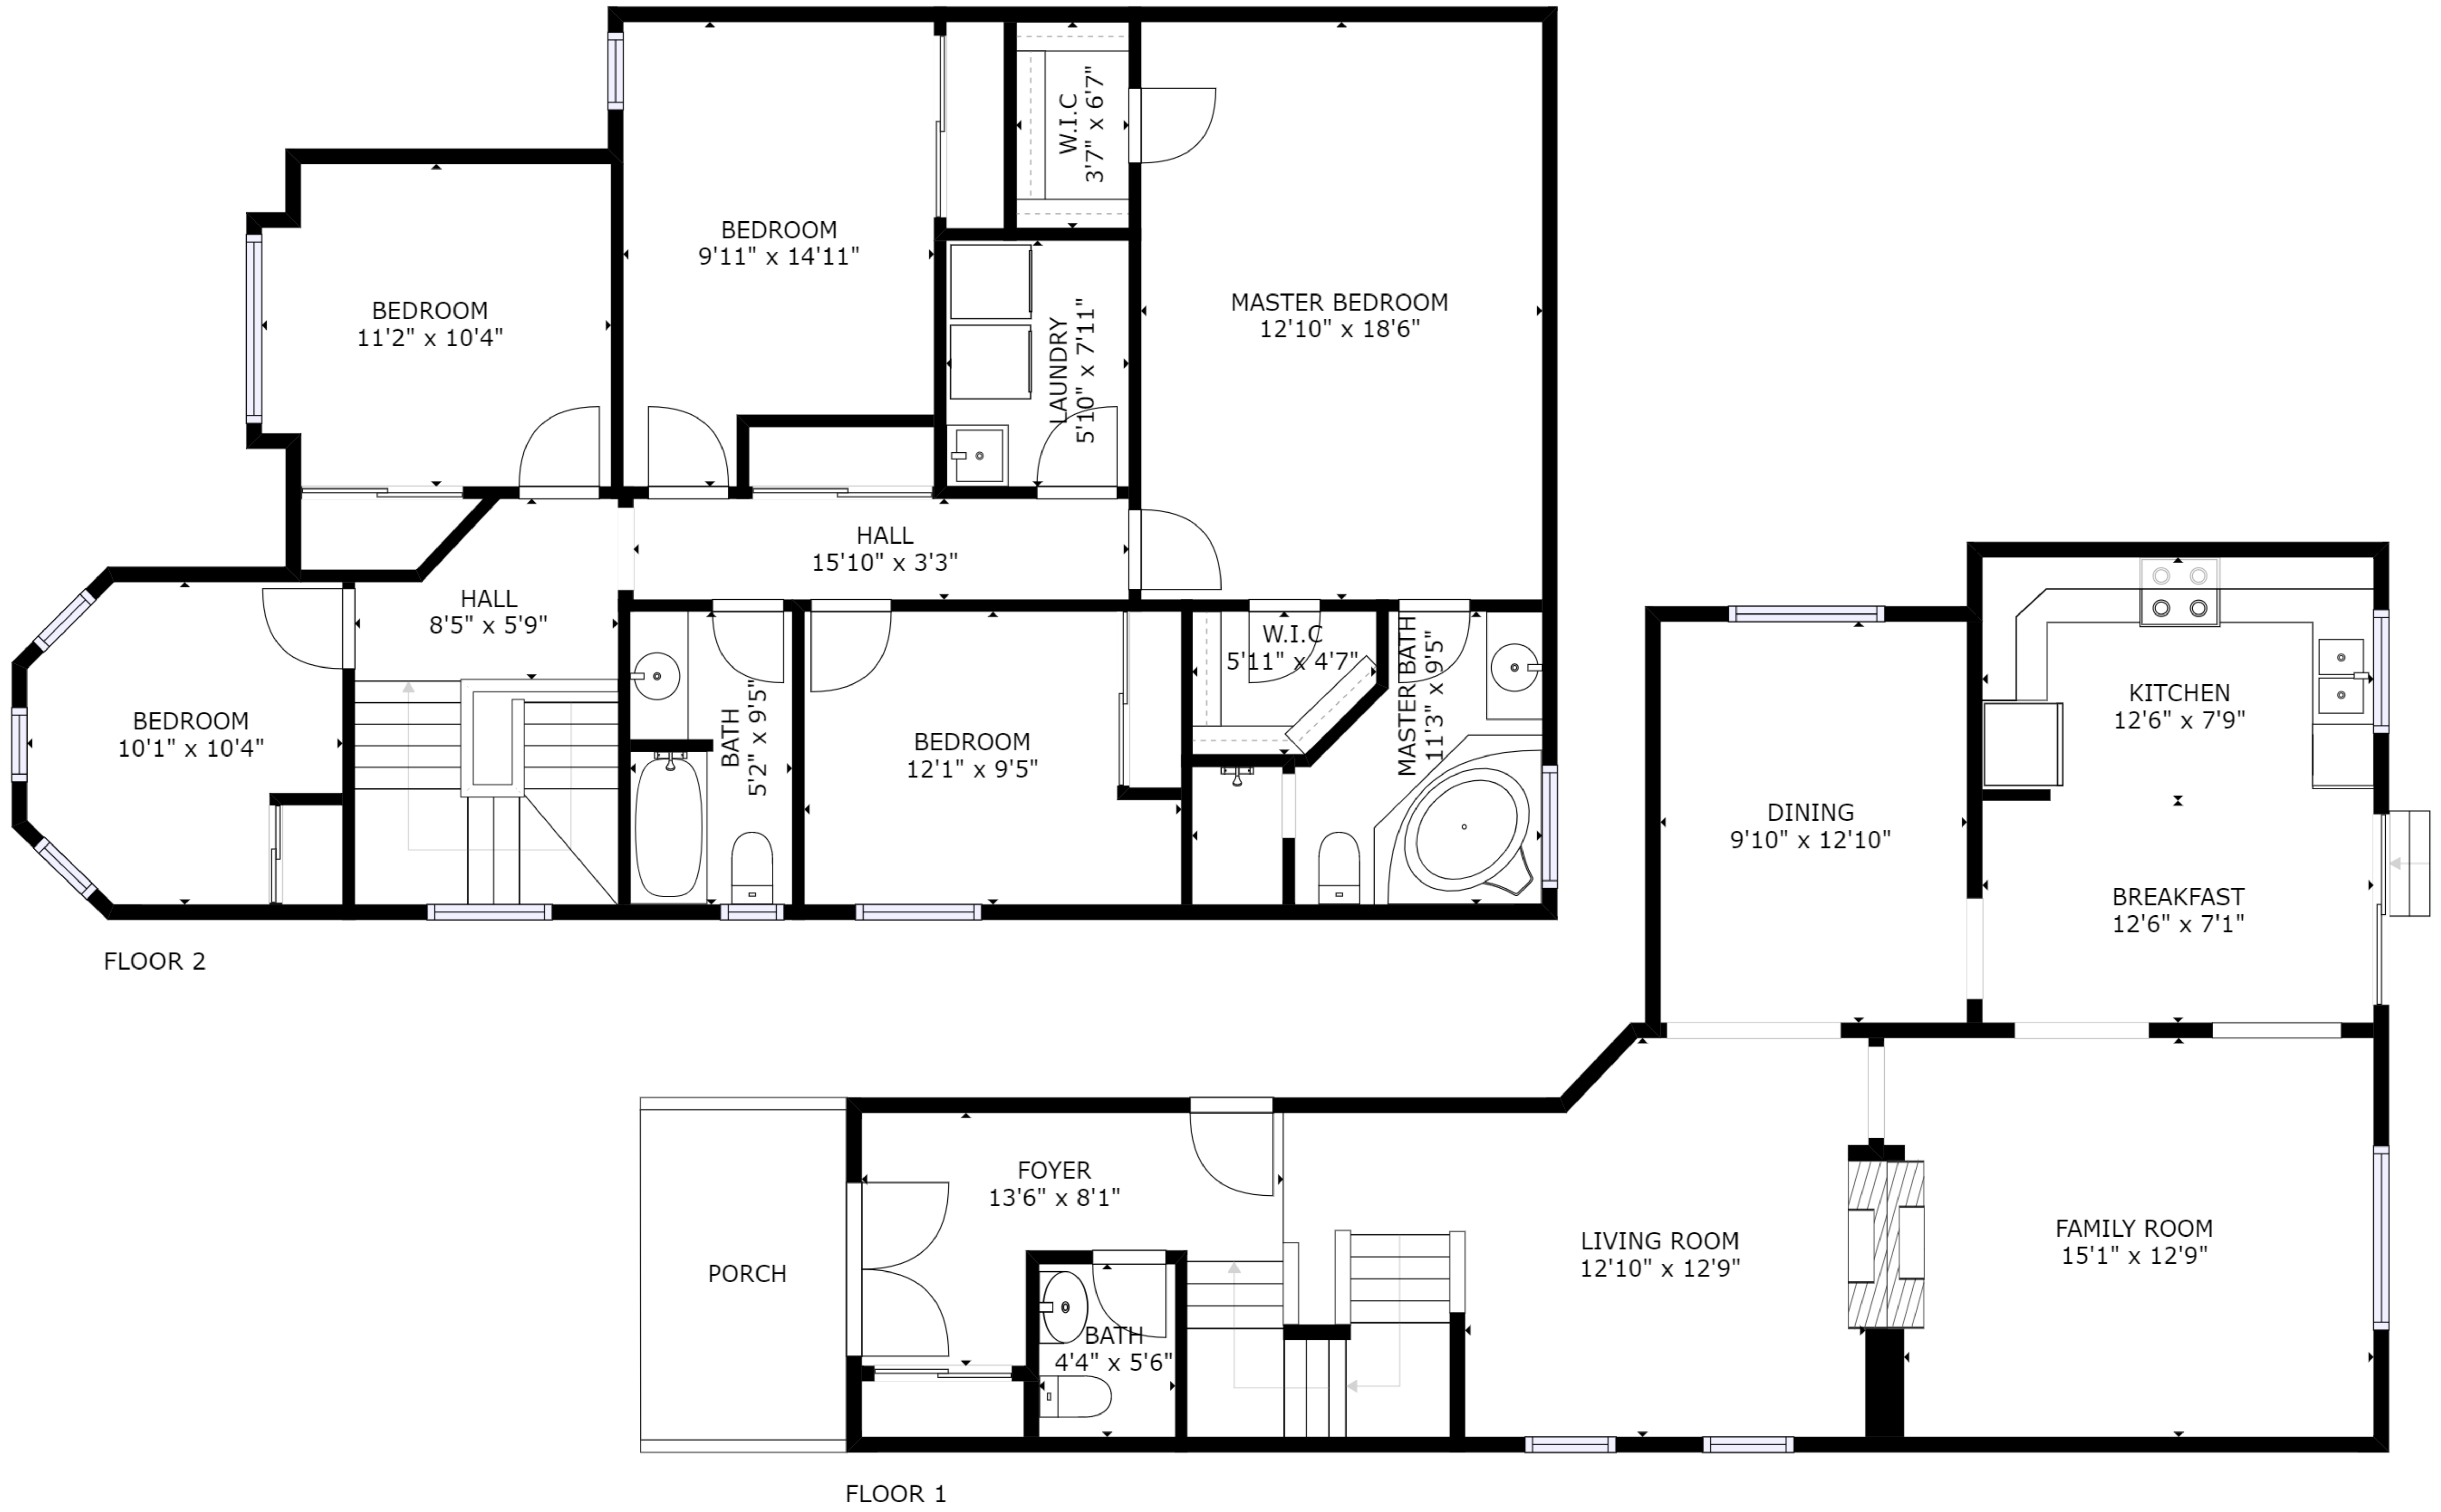 W.I.C
3'7" x 6'7"
BEDROOM
9'11" x 14'11"
BEDROOM
11'2" x 10'4"
MASTER BEDROOM
12'10" x 18'6"
LAUNDRY
5'10" x 7'11"
HALL
15'10" x 3'3"
HALL
8'5" x 5'9"
W.I.C
5'11" x 4'7"
MASTER BATH
11'3" x 9'5"
BEDROOM
10'1" x 10'4"
BATH
5'2" x 9'5"
BEDROOM
12'1" x 9'5"
FLOOR 2
KITCHEN
12'6" x 7'9"
DINING
9'10" x 12'10"
BREAKFAST
12'6" x 7'1"
FOYER
13'6" x 8'1"
LIVING ROOM
12'10" x 12'9"
FAMILY ROOM
15'1" x 12'9"
PORCH
BATH
4'4" x 5'6"
FLOOR 1